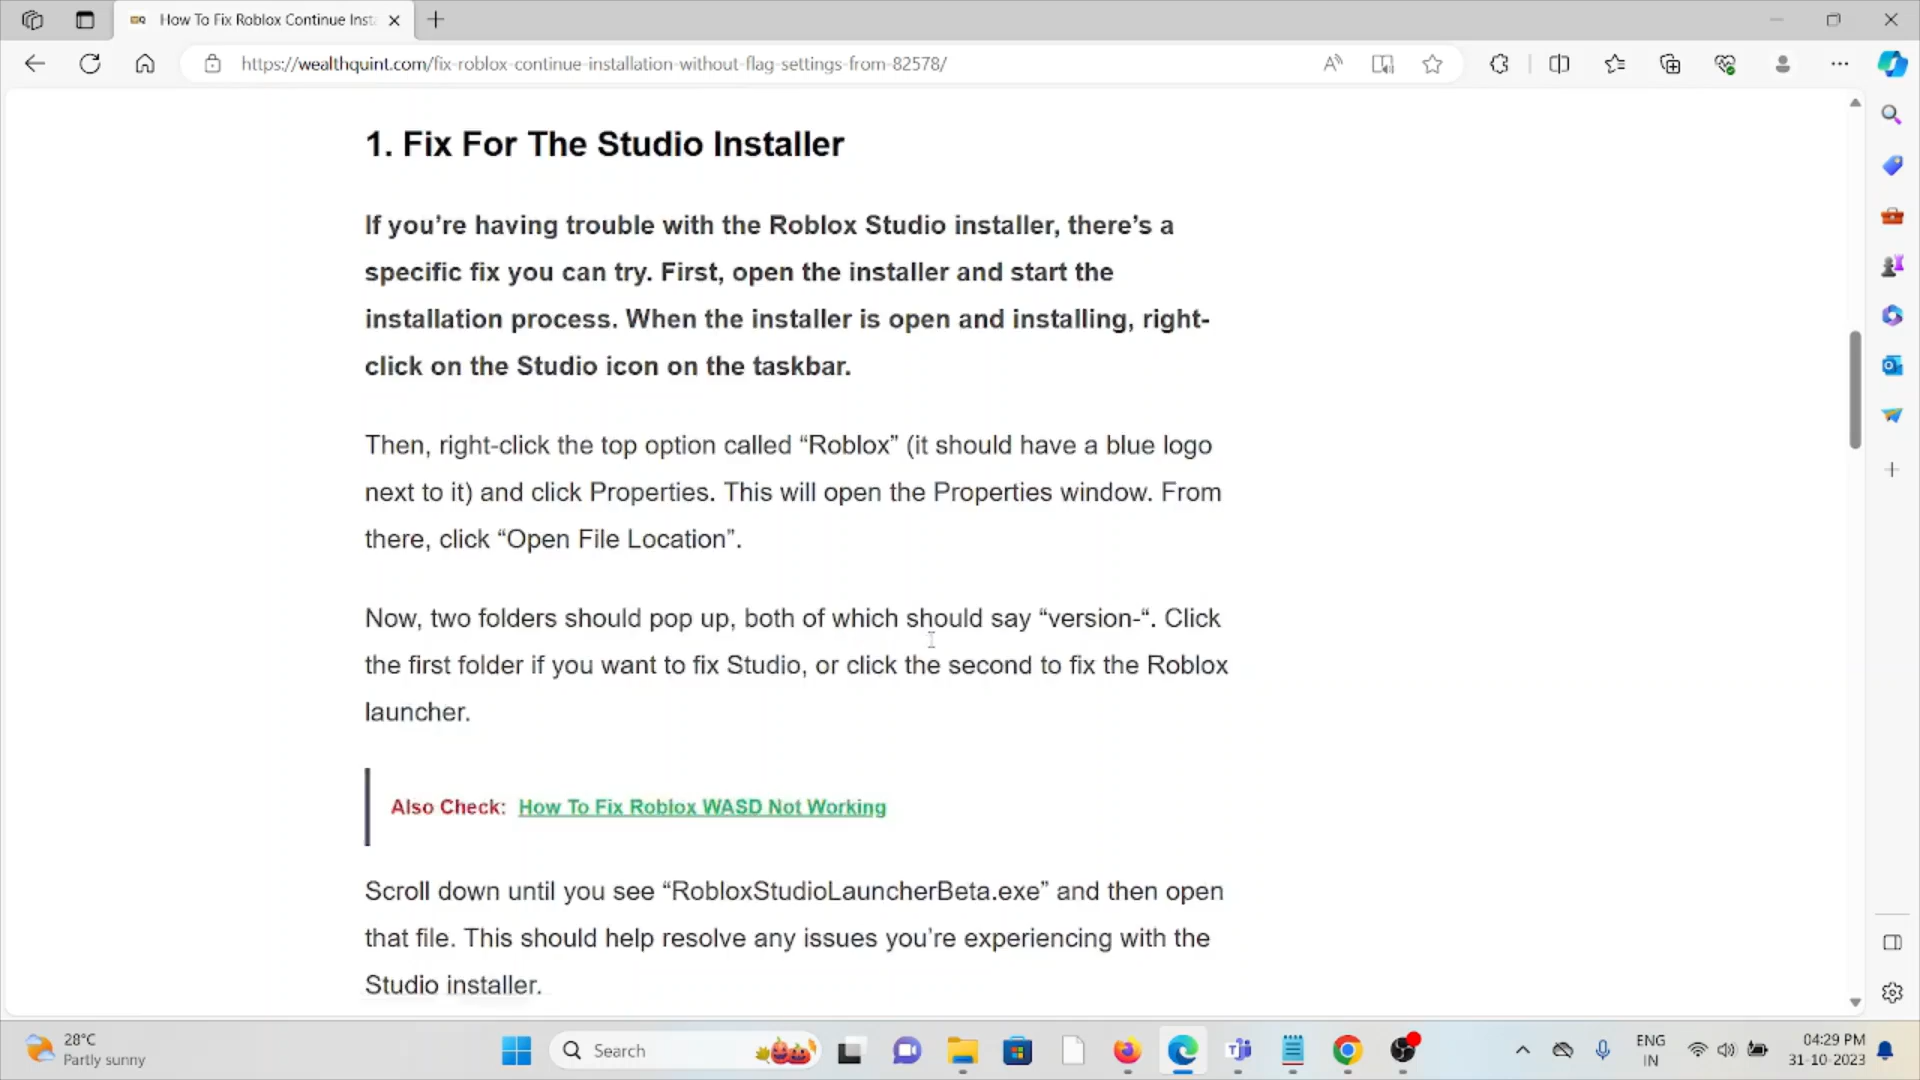 How To Fix Roblox Continue Insta
https://wealthquint.com/fix-roblox-continue-installation-without-flag-settings-from-82578/
1. Fix For The Studio Installer
If you’re having trouble with the Roblox Studio installer, there’s a
specific fix you can try. First, open the installer and start the
installation process. When the installer is open and installing, right-
click on the Studio icon on the taskbar.
Then, right-click the top option called “Roblox” (it should have a blue logo
next to it) and click Properties. This will open the Properties window. From
there, click “Open File Location”.
Now, two folders should pop up, both of which should say “version-“. Click
the first folder if you want to fix Studio, or click the second to fix the Roblox
launcher.
Also Check: How To Fix Roblox WASD Not Working
Scroll down until you see “RobloxStudioLauncherBeta.exe” and then open
that file. This should help resolve any issues you’re experiencing with the
Studio installer.
28°C
Partly sunny
Search
ENG
IN
04:29 PM
31-10-2023